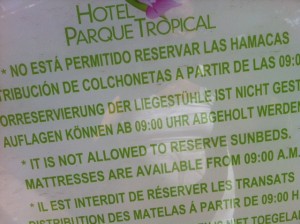 HOTEL
PARQUE TROPICAL
* NO ESTÁ PERMITIDO RESERVAR LAS HAMACAS
TRIBUCIÓN DE COLCHONETAS A PARTIR DE LAS 09:0
ORRESERVIERUNG DER LIEGESTÜHLE IST NICHT GEST
AUFLAGEN KÖNNEN AB 09:00 UHR ABGEHOLT WERDE
* IT IS NOT ALLOWED TO RESERVE SUNBEDS.
MATTRESSES ARE AVAILABLE FROM 09:00 A.M.
* IL EST INTERDIT DE RÉSERVER LES TRANSATS
DISTRIBUTION DES MATELAS À PARTIR DE 09:00 H
IS NIET TOEGE